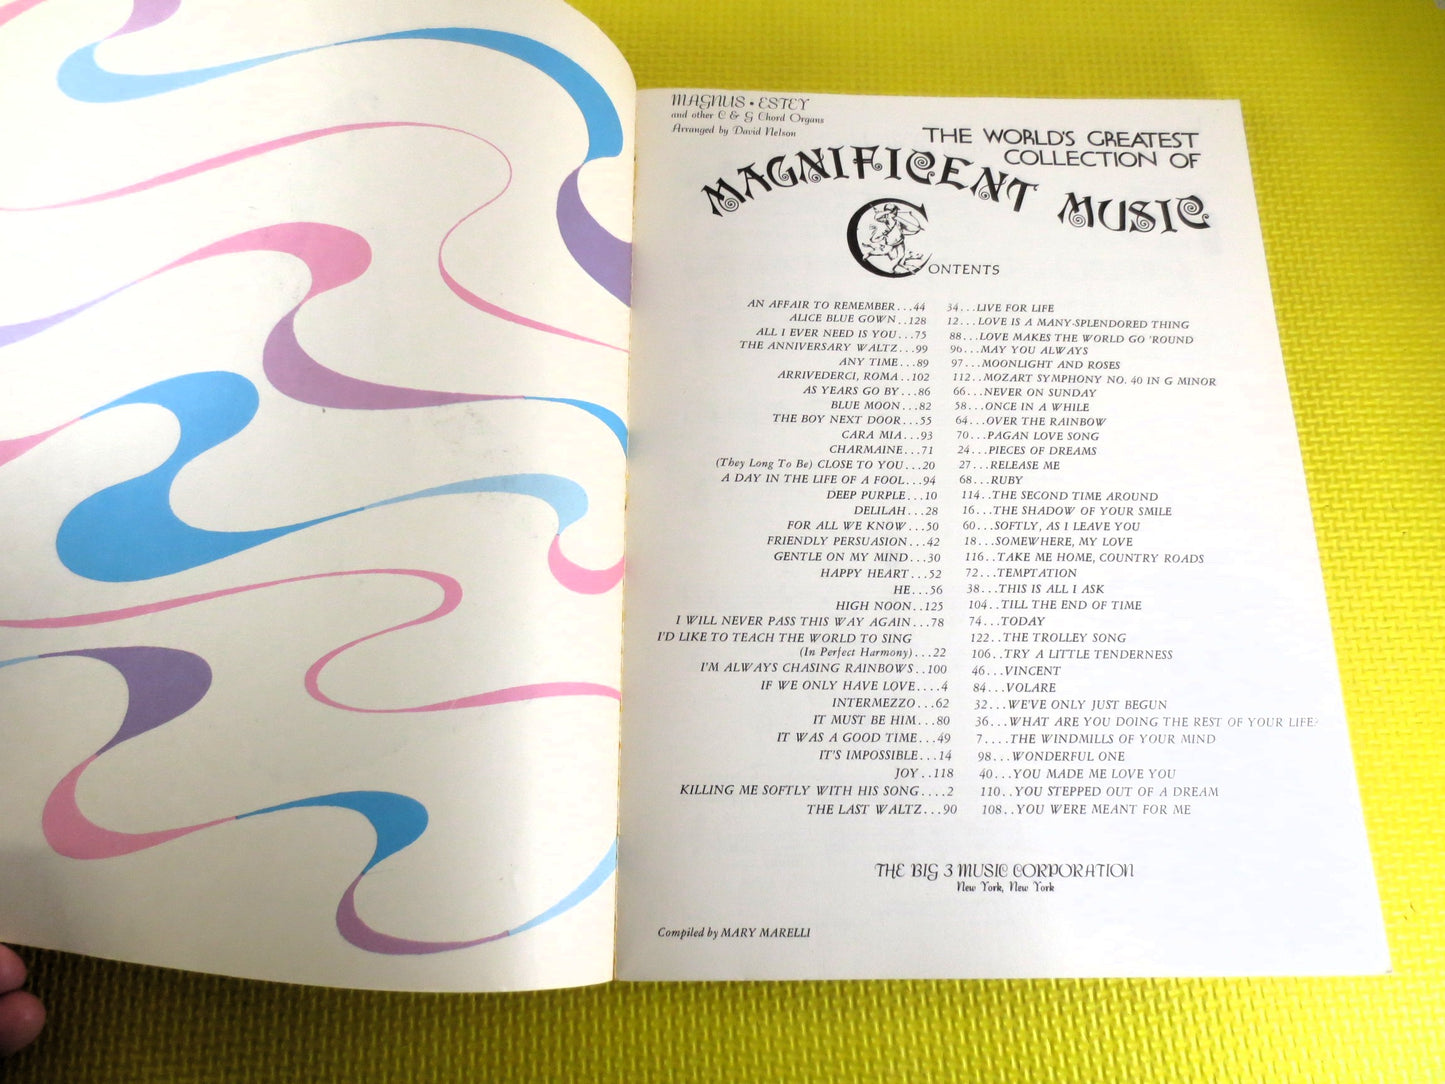 MAGNUS • ESTEY
and other C & G Chord Organs
Arranged by David Nelson
THE WORLD'S GREATEST
COLLECTION OF
MAGNIFICENT MUSIC
CONTENTS
AN AFFAIR TO REMEMBER...44
ALICE BLUE GOWN..128
ALL I EVER NEED IS YOU...75
THE ANNIVERSARY WALTZ...99
ANY TIME...89
ARRIVEDERCI, ROMA..102
AS YEARS GO BY...86
BLUE MOON...82
THE BOY NEXT DOOR...55
CARA MIA...93
CHARMAINE...71
(They Long To Be) CLOSE TO YOU...20
A DAY IN THE LIFE OF A FOOL...94
DEEP PURPLE...10
DELILAH...28
FOR ALL WE KNOW...50
FRIENDLY PERSUASION...42
GENTLE ON MY MIND...30
HAPPY HEART...52
HE...56
HIGH NOON..125
I WILL NEVER PASS THIS WAY AGAIN...78
I'D LIKE TO TEACH THE WORLD TO SING
(In Perfect Harmony)...22
I'M ALWAYS CHASING RAINBOWS..100
IF WE ONLY HAVE LOVE....4
INTERMEZZO...62
IT MUST BE HIM...80
IT WAS A GOOD TIME...49
IT'S IMPOSSIBLE...14
JOY..118
KILLING ME SOFTLY WITH HIS SONG....2
THE LAST WALTZ...90
34...LIVE FOR LIFE
12...LOVE IS A MANY-SPLENDORED THING
88...LOVE MAKES THE WORLD GO 'ROUND
96...MAY YOU ALWAYS
97...MOONLIGHT AND ROSES
112..MOZART SYMPHONY NO. 40 IN G MINOR
66...NEVER ON SUNDAY
58...ONCE IN A WHILE
64...OVER THE RAINBOW
70...PAGAN LOVE SONG
24...PIECES OF DREAMS
27...RELEASE ME
68...RUBY
114..THE SECOND TIME AROUND
16...THE SHADOW OF YOUR SMILE
60...SOFTLY, AS I LEAVE YOU
18...SOMEWHERE, MY LOVE
116..TAKE ME HOME, COUNTRY ROADS
72...TEMPTATION
38...THIS IS ALL I ASK
104..TILL THE END OF TIME
74...TODAY
122..THE TROLLEY SONG
106..TRY A LITTLE TENDERNESS
46...VINCENT
84...VOLARE
32...WE'VE ONLY JUST BEGUN
36...WHAT ARE YOU DOING THE REST OF YOUR LIFE?
7....THE WINDMILLS OF YOUR MIND
98...WONDERFUL ONE
40...YOU MADE ME LOVE YOU
110..YOU STEPPED OUT OF A DREAM
108..YOU WERE MEANT FOR ME
THE BIG 3 MUSIC CORPORATION
New York, New York
Compiled by MARY MARELLI